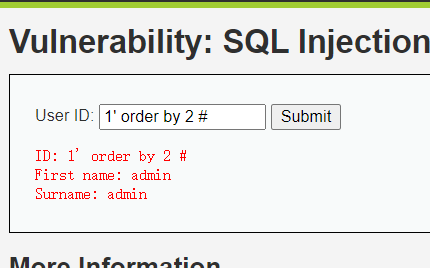 Vulnerability: SQL Injection
User ID: 1' order by 2 # Submit
ID: 1' order by 2 #
First name: admin
Surname: admin
More Information